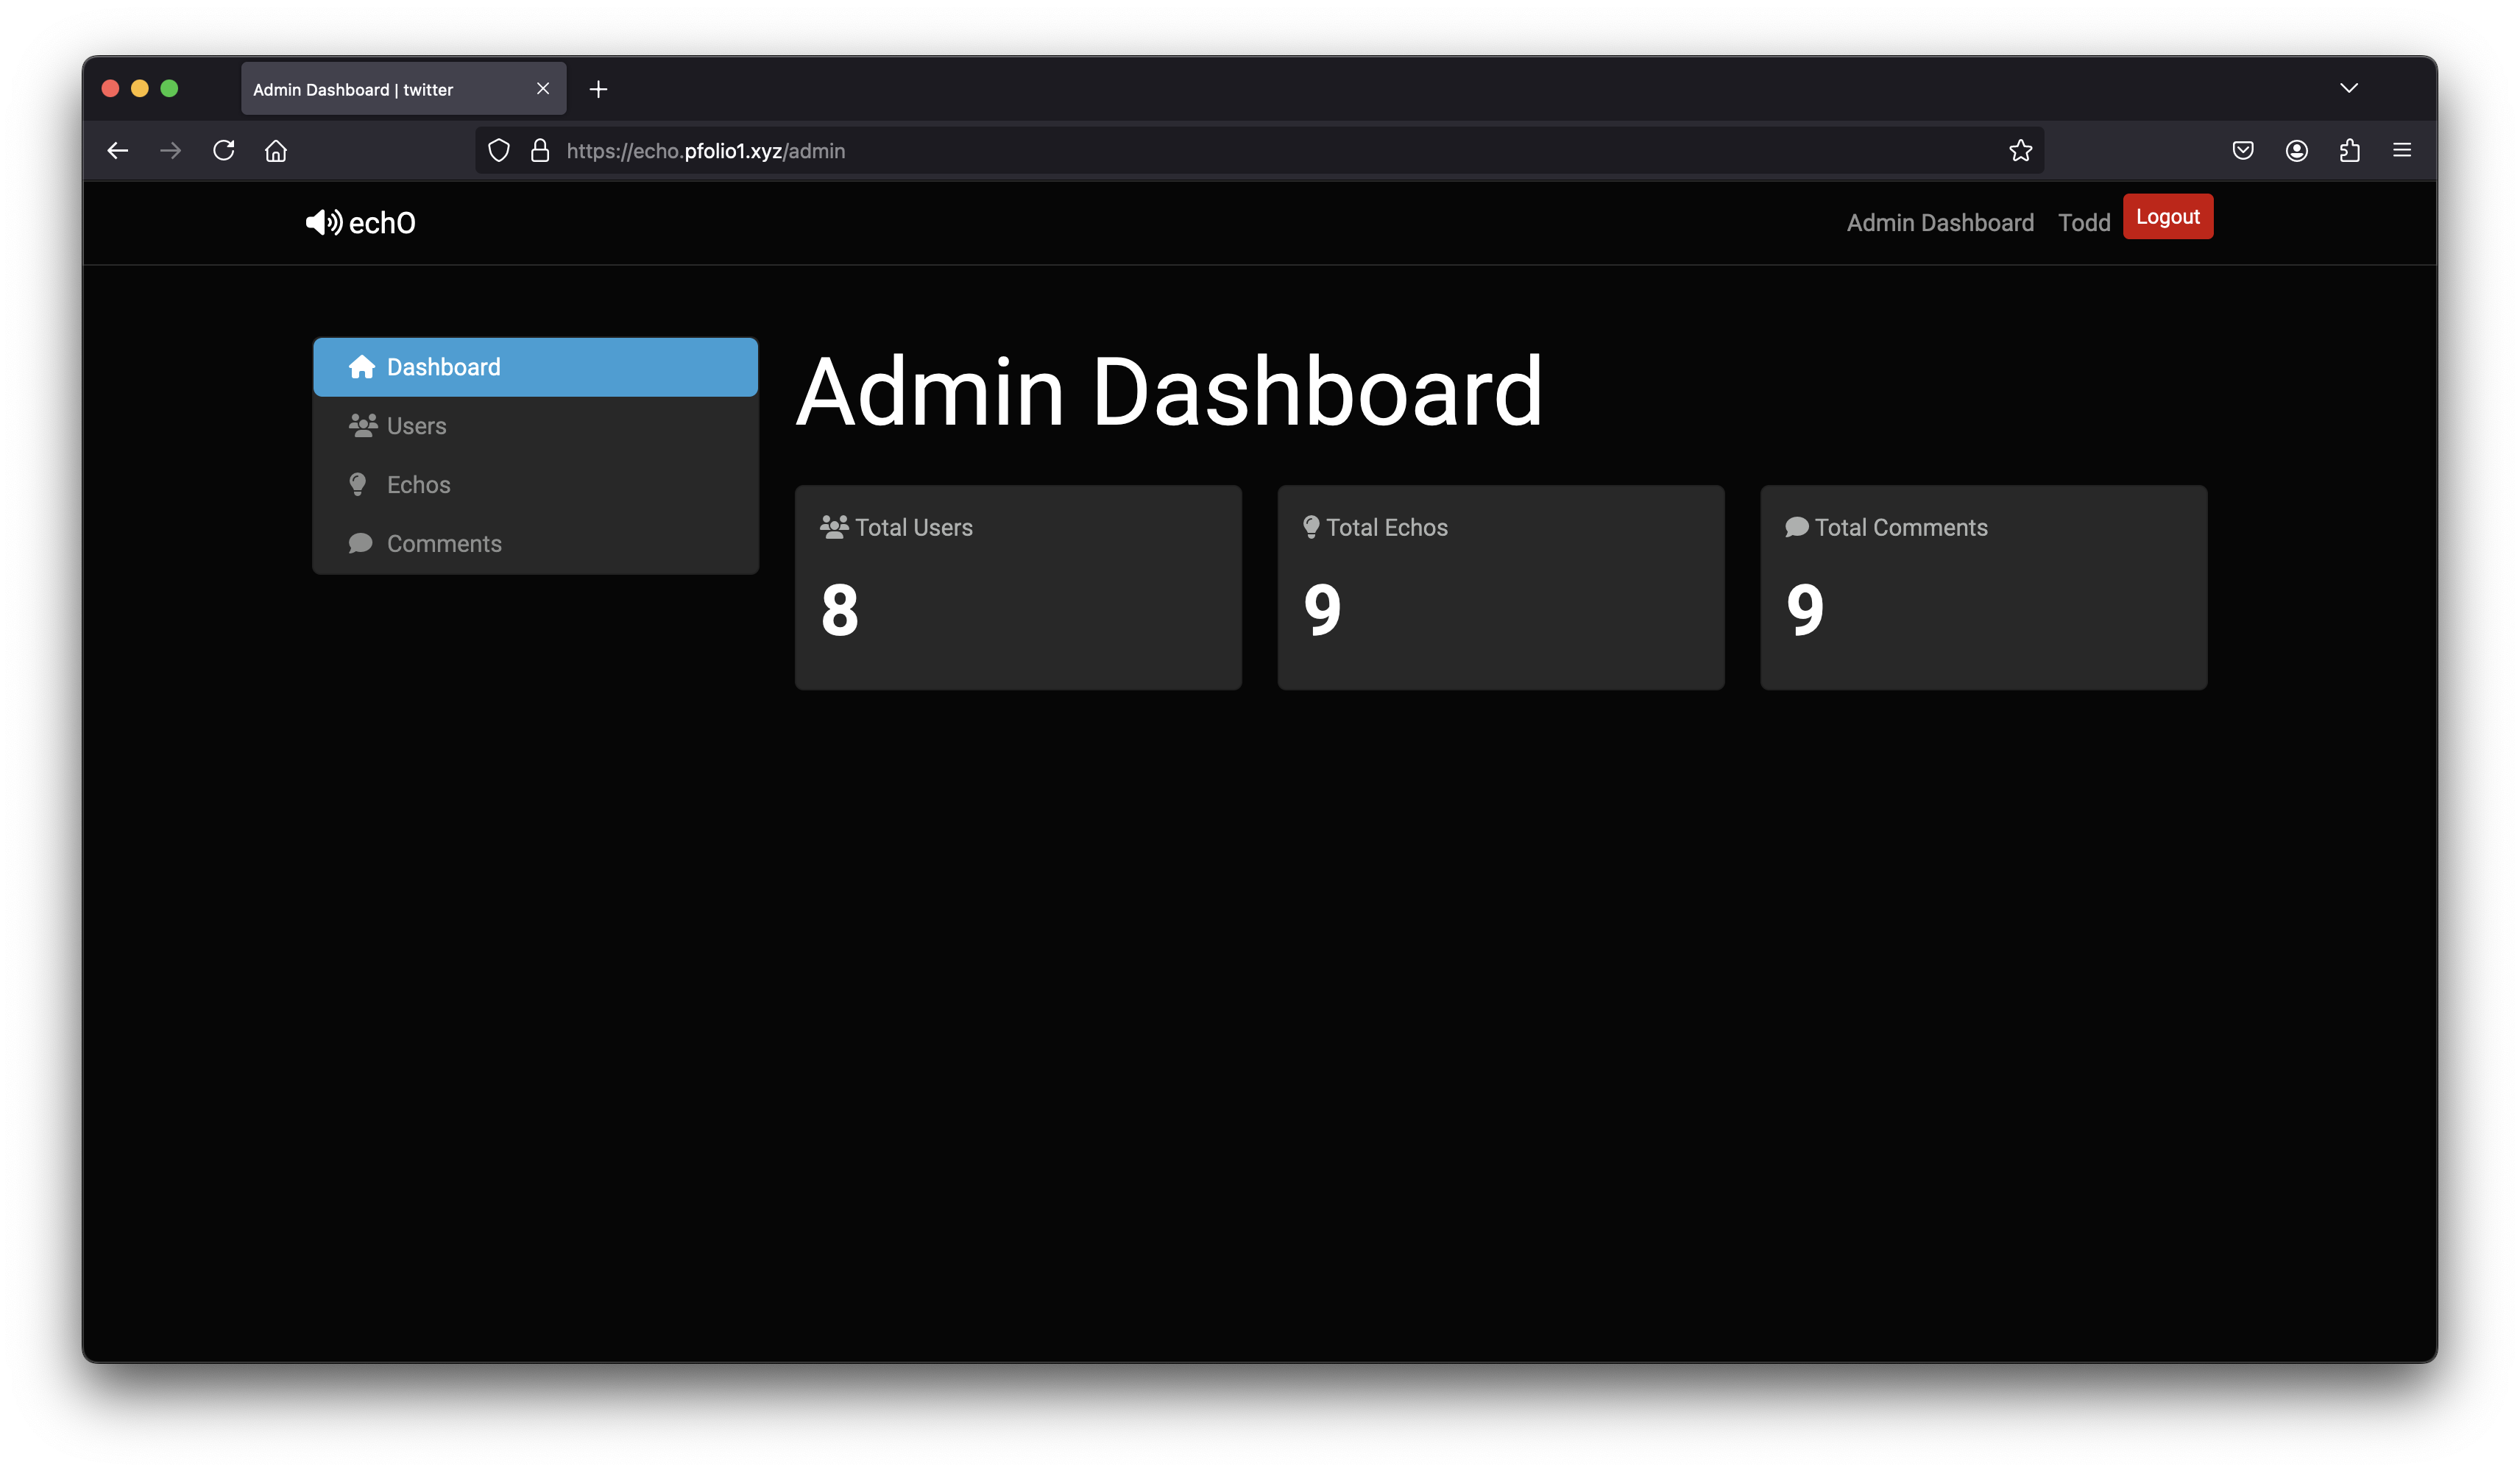 Admin Dashboard | twitter
https://echo.pfolio1.xyz/admin
echO
Admin Dashboard Todd Logout
Dashboard
Users
Echos
Comments
Admin Dashboard
Total Users
8
Total Echos
9
Total Comments
9